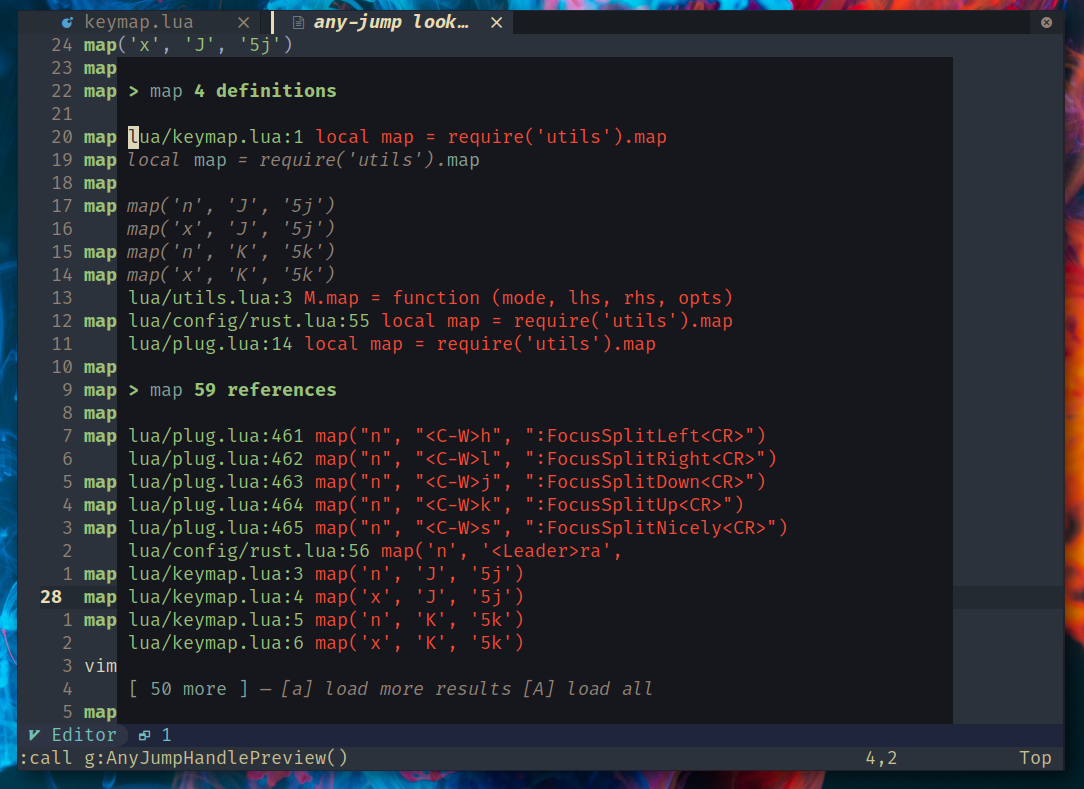 keymap.lua any-jump look…
24 map('x', 'J', '5j')
23 map
22 map > map 4 definitions
21
20 map lua/keymap.lua:1 local map = require('utils').map
19 map local map = require('utils').map
18 map
17 map map('n', 'J', '5j')
16 map('x', 'J', '5j')
15 map map('n', 'K', '5k')
14 map map('x', 'K', '5k')
13 lua/utils.lua:3 M.map = function (mode, lhs, rhs, opts)
12 map lua/config/rust.lua:55 local map = require('utils').map
11 lua/plug.lua:14 local map = require('utils').map
10 map
9 map > map 59 references
8 map
7 map lua/plug.lua:461 map("n", "<C-W>h", ":FocusSplitLeft<CR>")
6 lua/plug.lua:462 map("n", "<C-W>l", ":FocusSplitRight<CR>")
5 map lua/plug.lua:463 map("n", "<C-W>j", ":FocusSplitDown<CR>")
4 map lua/plug.lua:464 map("n", "<C-W>k", ":FocusSplitUp<CR>")
3 map lua/plug.lua:465 map("n", "<C-W>s", ":FocusSplitNicely<CR>")
2 lua/config/rust.lua:56 map('n', '<Leader>ra',
1 map lua/keymap.lua:3 map('n', 'J', '5j')
28 map lua/keymap.lua:4 map('x', 'J', '5j')
1 map lua/keymap.lua:5 map('n', 'K', '5k')
2 lua/keymap.lua:6 map('x', 'K', '5k')
3 vim
4 [ 50 more ] — [a] load more results [A] load all
5 map
Editor 1
:call g:AnyJumpHandlePreview() 4,2 Top